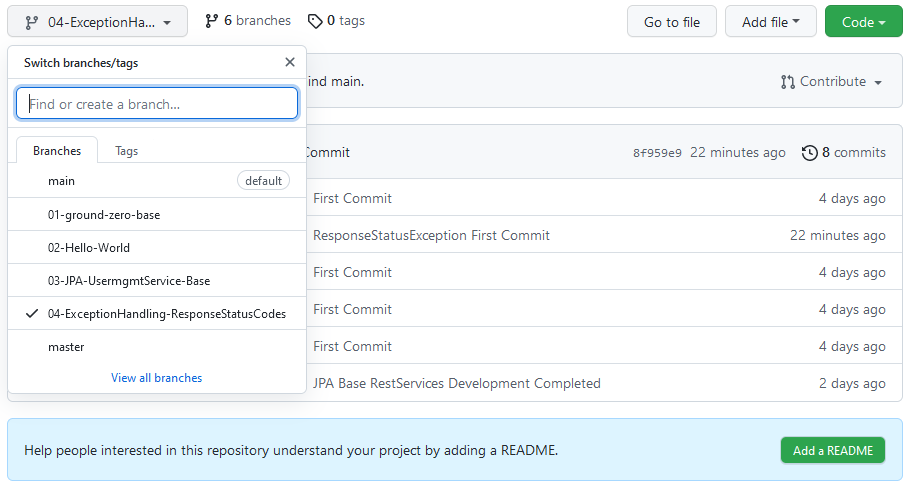 04-ExceptionHa...
6 branches
0 tags
Go to file
Add file
Code
Switch branches/tags
ind main.
Contribute
Find or create a branch...
Branches
Tags
Commit
8f959e9
22 minutes ago
8 commits
main
default
First Commit
4 days ago
01-ground-zero-base
ResponseStatusException First Commit
22 minutes ago
02-Hello-World
First Commit
4 days ago
03-JPA-UsermgmtService-Base
First Commit
4 days ago
04-ExceptionHandling-ResponseStatusCodes
First Commit
4 days ago
master
View all branches
JPA Base RestServices Development Completed
2 days ago
Help people interested in this repository understand your project by adding a README.
Add a README